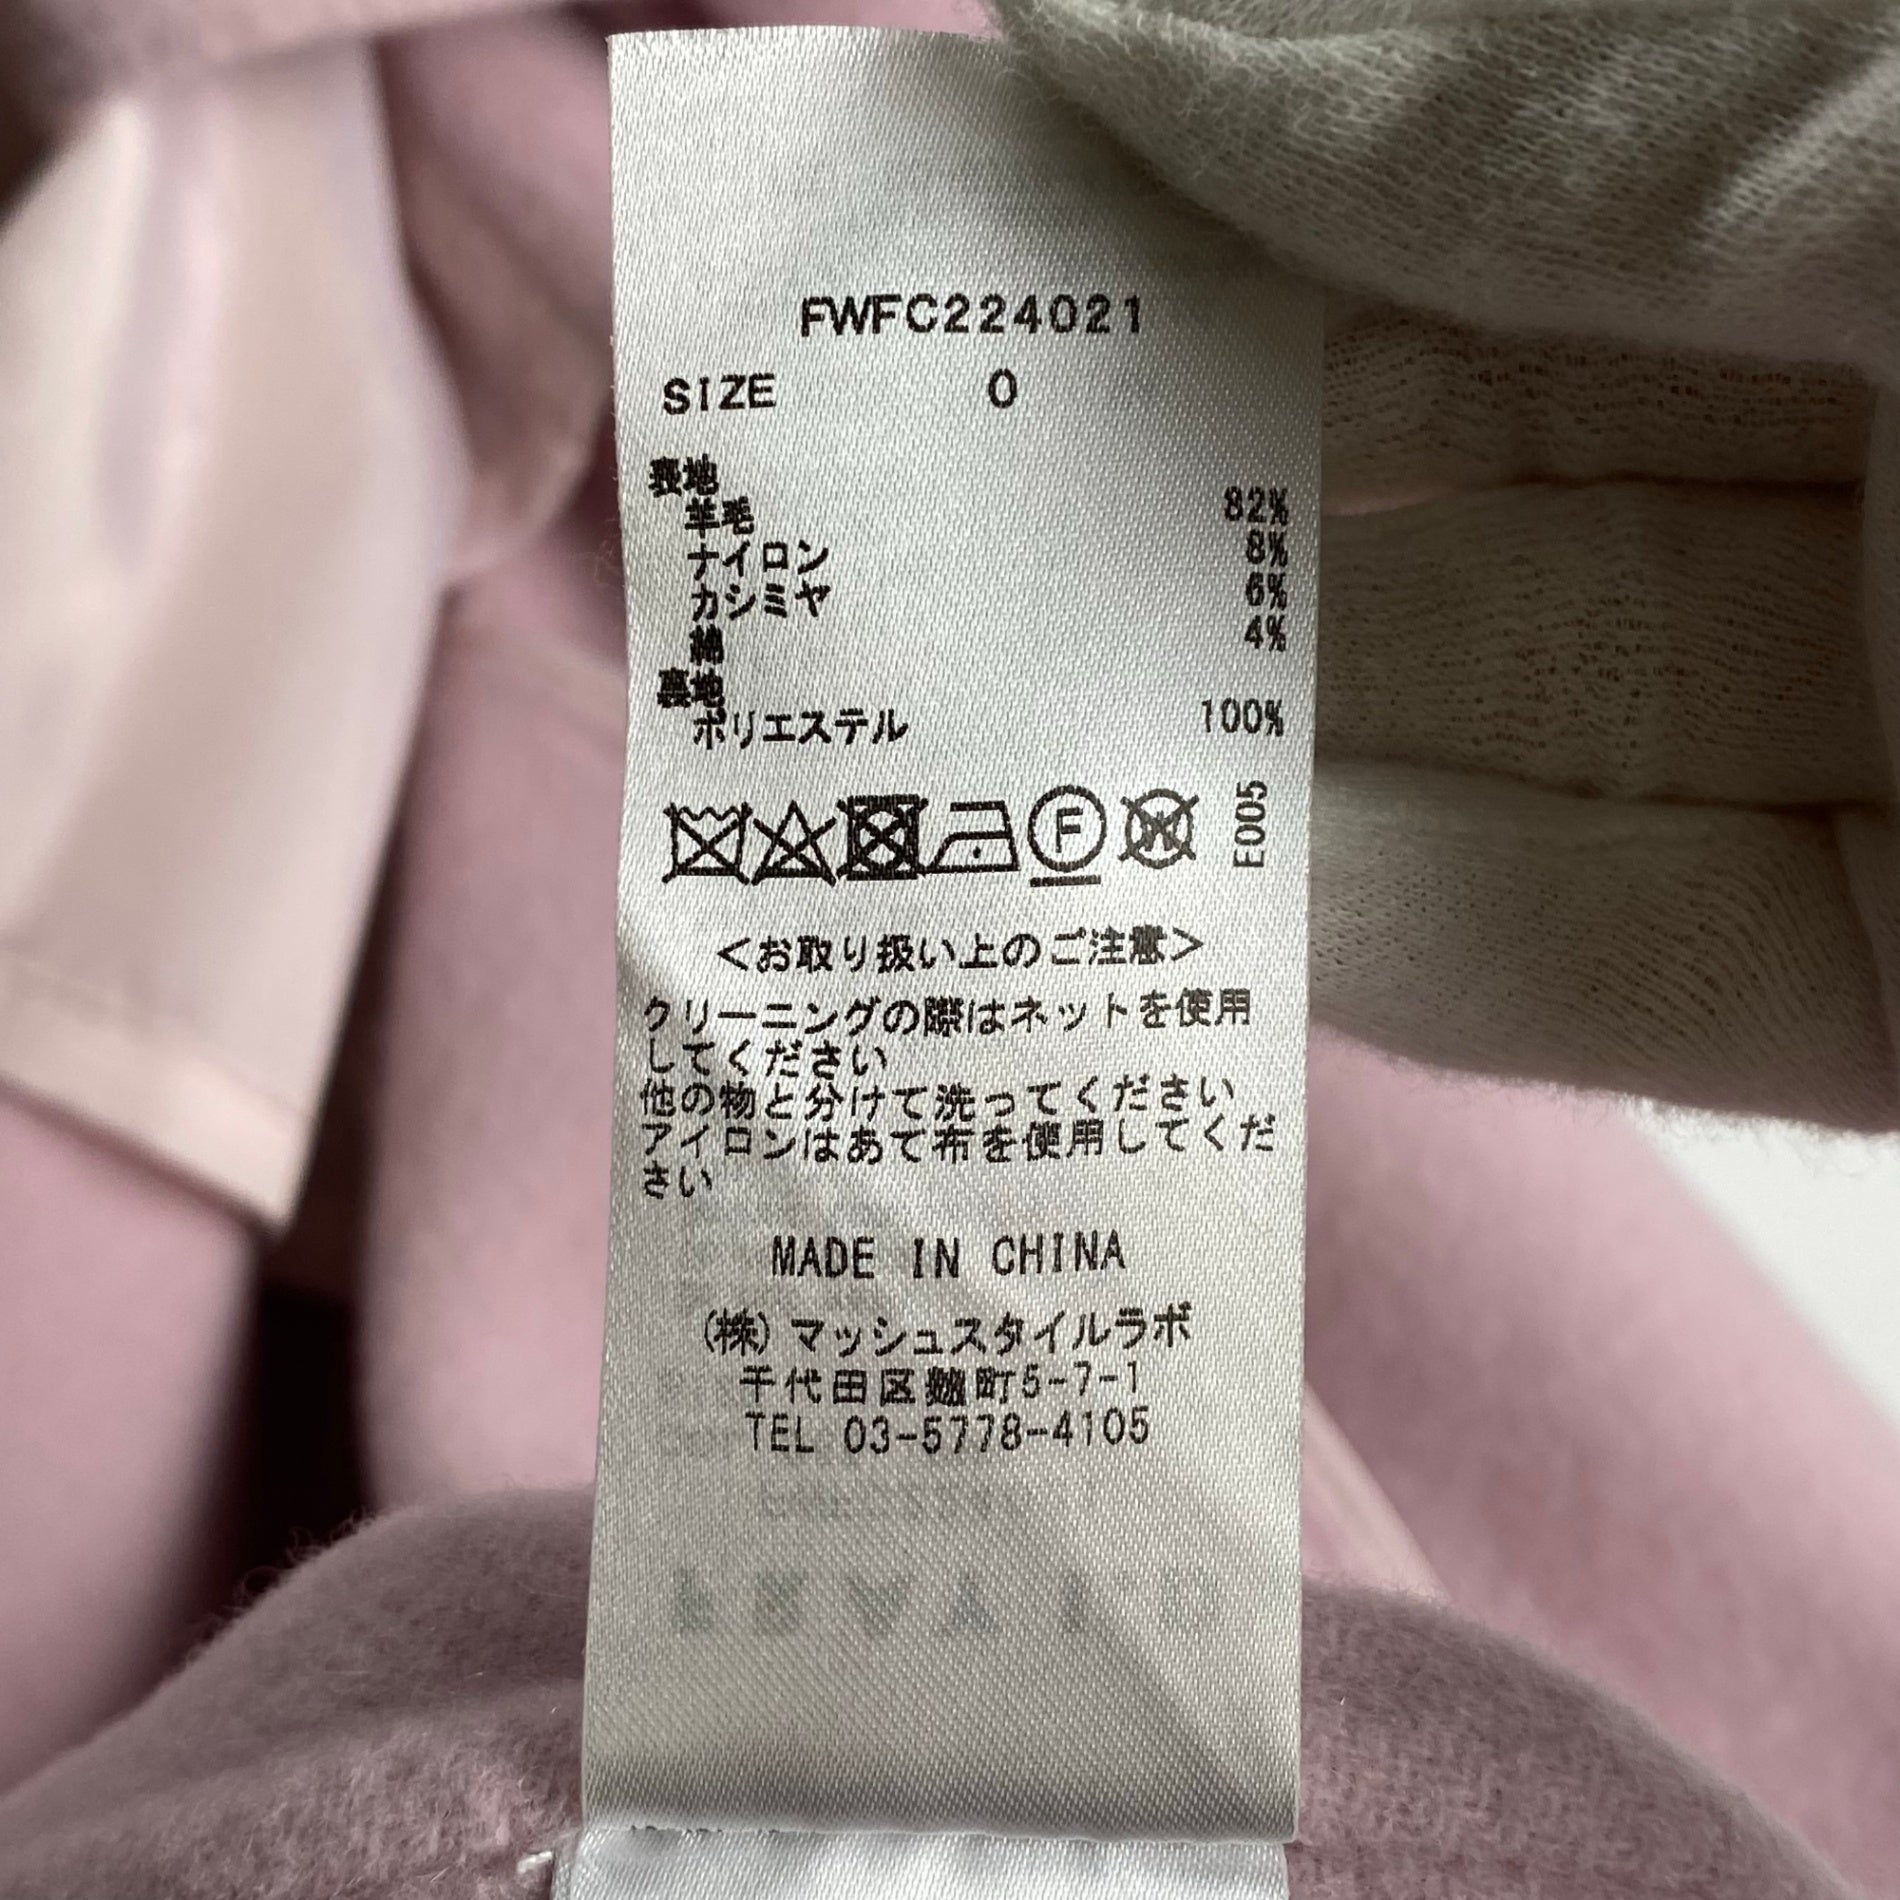 FWFC224021
SIZE 0
表地
羊毛 82%
ナイロン 8%
カシミヤ 6%
綿 4%
裏地
ポリエステル 100%
F W E005
<お取り扱い上のご注意>
クリーニングの際はネットを使用
してください
他の物と分けて洗ってください
アイロンはあて布を使用してくだ
さい
MADE IN CHINA
(株)マッシュスタイルラボ
千代田区麹町5-7-1
TEL 03-5778-4105